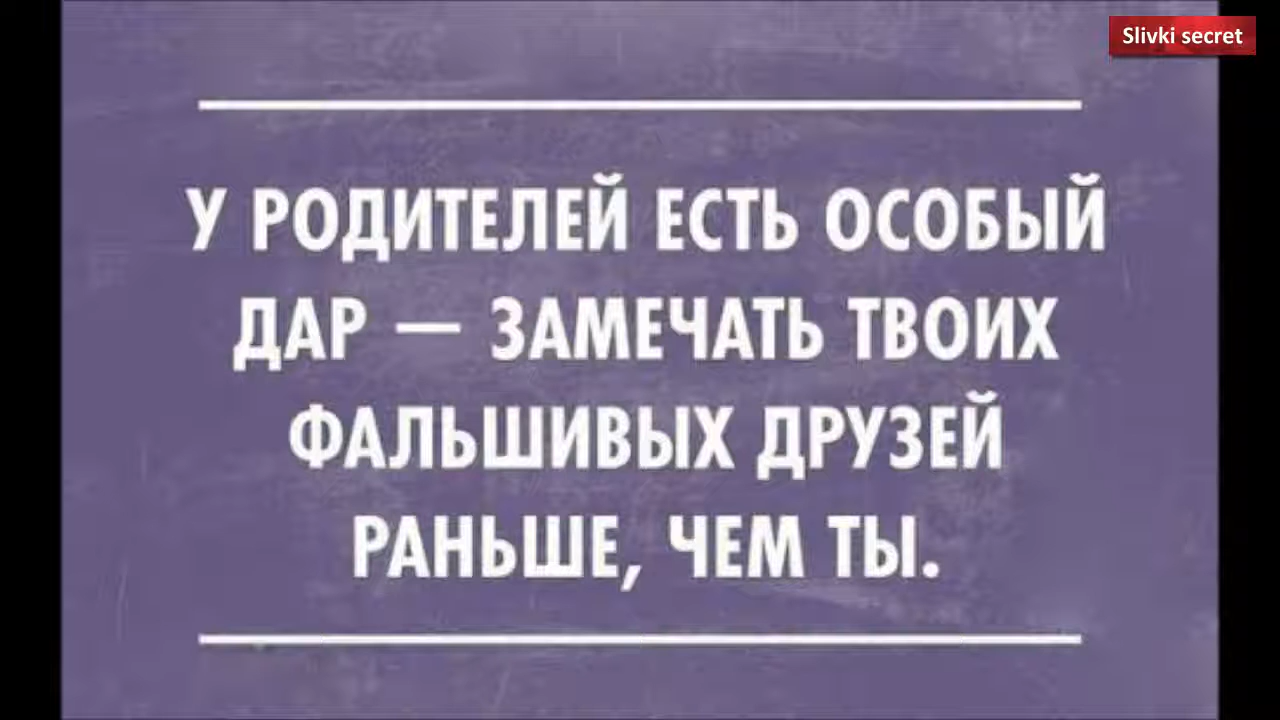 Slivki secret
У РОДИТЕЛЕЙ ЕСТЬ ОСОБЫЙ
ДАР — ЗАМЕЧАТЬ ТВОИХ
ФАЛЬШИВЫХ ДРУЗЕЙ
РАНЬШЕ, ЧЕМ ТЫ.